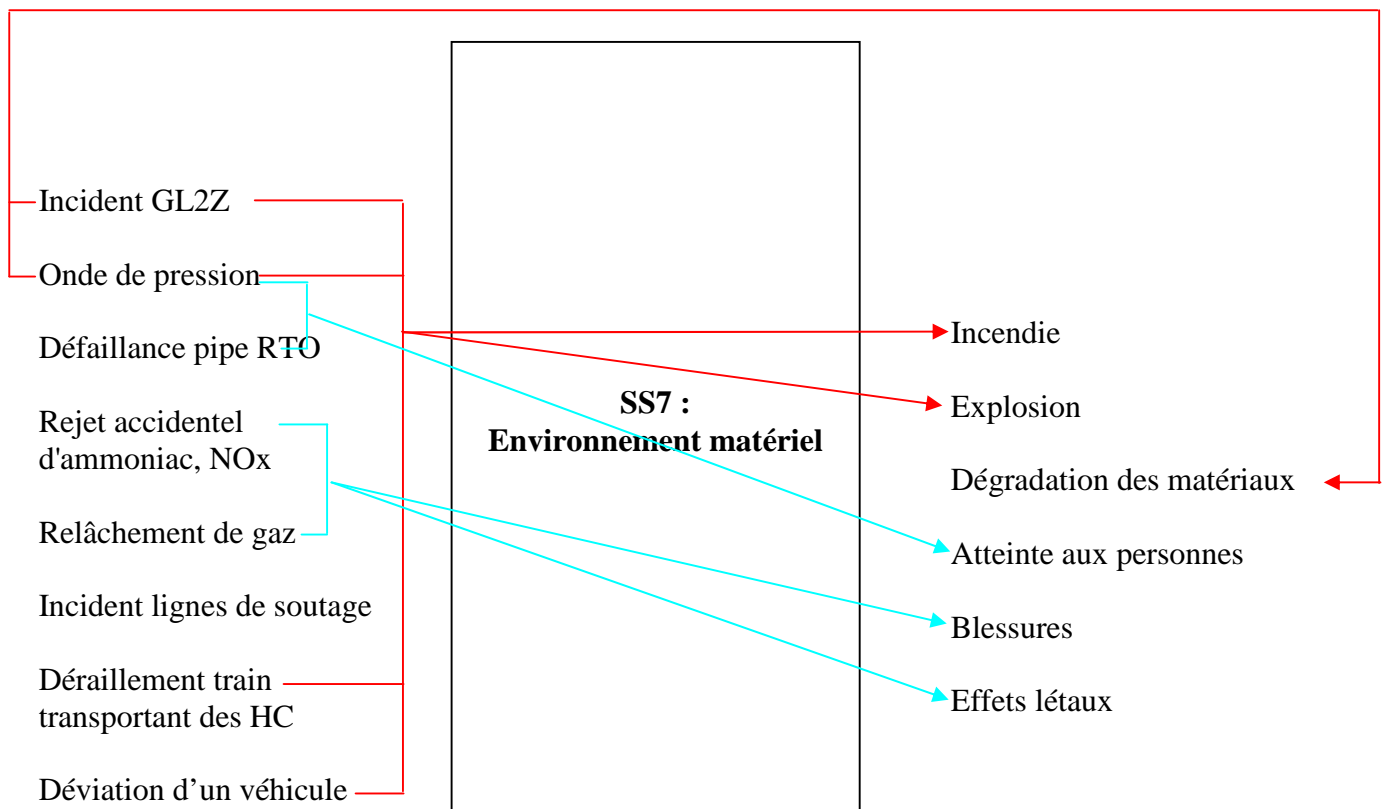 Incident GL2Z
Onde de pression
Défaillance pipe RTO
Rejet accidentel
d'ammoniac, NOx
Relâchement de gaz
Incident lignes de soutage
Déraillement train
transportant des HC
Déviation d’un véhicule
SS7 :
Environnement matériel
Incendie
Explosion
Dégradation des matériaux
Atteinte aux personnes
Blessures
Effets létaux